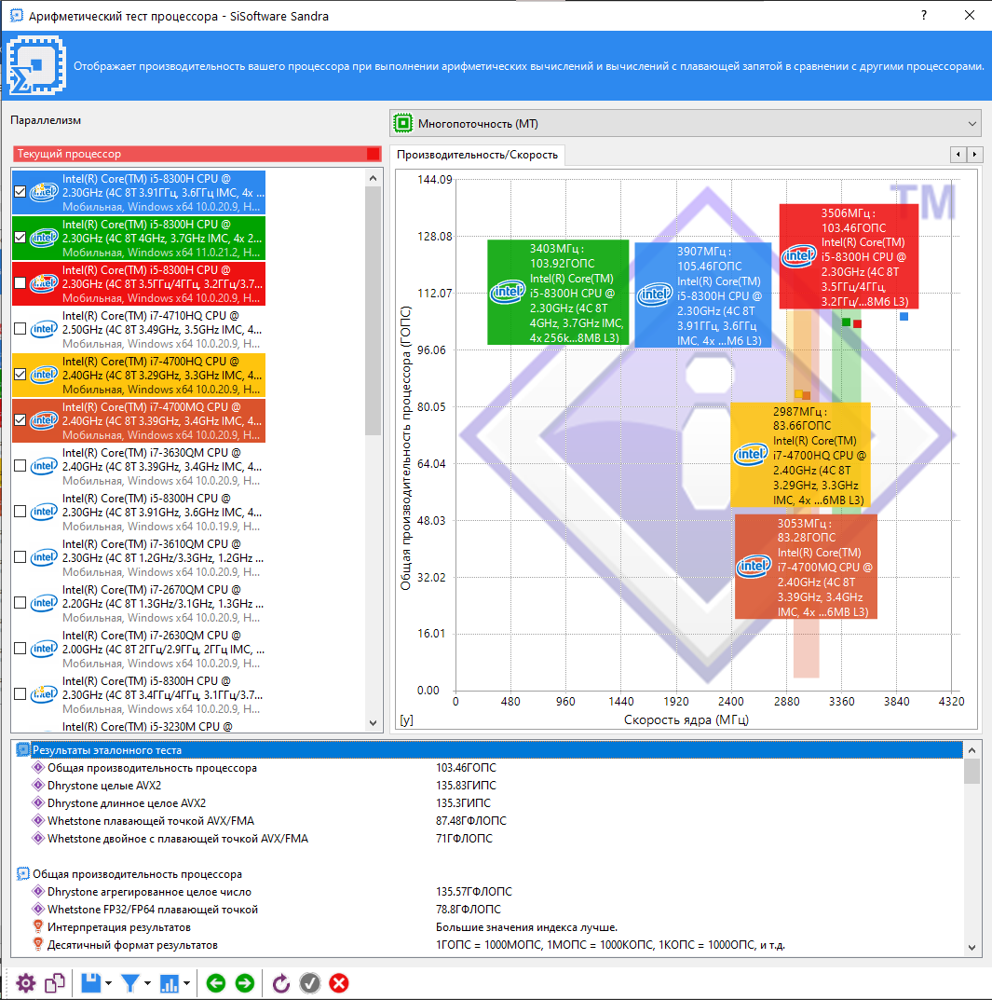 Арифметический тест процессора - SiSoftware Sandra
?
Отображает производительность вашего процессора при выполнении арифметических вычислений и вычислений с плавающей запятой в сравнении с другими процессорами.
Параллелизм
Многопоточность (МТ)
Текущий процессор
Производительность/Скорость
Intel(R) Core(TM) i5-8300H CPU @
2.30GHz (4C 8T 3.91ГГц, 3.6ГГц IMC, 4x ...
Мобильная, Windows x64 10.0.20.9, H...
Intel(R) Core(TM) i5-8300H CPU @
2.30GHz (4C 8T 4GHz, 3.7GHz IMC, 4x 2...
Мобильная, Windows x64 11.0.21.2, H...
Intel(R) Core(TM) i5-8300H CPU @
2.30GHz (4C 8T 3.5ГГц/4ГГц, 3.2ГГц/3.7...
Мобильная, Windows x64 10.0.20.9, H...
Intel(R) Core(TM) i7-4710HQ CPU @
2.50GHz (4C 8T 3.49GHz, 3.5GHz IMC, 4...
Мобильная, Windows x64 10.0.20.9, H...
Intel(R) Core(TM) i7-4700HQ CPU @
2.40GHz (4C 8T 3.29GHz, 3.3GHz IMC, 4...
Мобильная, Windows x64 10.0.20.9, H...
Intel(R) Core(TM) i7-4700MQ CPU @
2.40GHz (4C 8T 3.39GHz, 3.4GHz IMC, 4...
Мобильная, Windows x64 10.0.20.9, H...
Intel(R) Core(TM) i7-3630QM CPU @
2.40GHz (4C 8T 3.39GHz, 3.4GHz IMC, 4...
Мобильная, Windows x64 10.0.20.9, H...
Intel(R) Core(TM) i5-8300H CPU @
2.30GHz (4C 8T 3.91GHz, 3.6GHz IMC, 4...
Мобильная, Windows x64 10.0.19.9, H...
Intel(R) Core(TM) i7-3610QM CPU @
2.30GHz (4C 8T 1.2GHz/3.3GHz, 1.2GHz ...
Мобильная, Windows x64 10.0.20.9, H...
Intel(R) Core(TM) i7-2670QM CPU @
2.20GHz (4C 8T 1.3GHz/3.1GHz, 1.3GHz ...
Мобильная, Windows x64 10.0.20.9, H...
Intel(R) Core(TM) i7-2630QM CPU @
2.00GHz (4C 8T 2ГГц/2.9ГГц, 2ГГц IMC, ...
Мобильная, Windows x64 10.0.20.9, H...
Intel(R) Core(TM) i5-8300H CPU @
2.30GHz (4C 8T 3.4ГГц/4ГГц, 3.1ГГц/3.7...
Мобильная, Windows x64 10.0.20.9, H...
Intel(R) Core(TM) i5-3230M CPU @
Общая производительность процессора (ГОПС)
144.09
128.08
112.07
96.06
80.05
64.04
48.03
32.02
16.01
0.00
TM
intel
3403МГц :
103.92ГОПС
Intel(R) Core(TM)
i5-8300H CPU @
2.30GHz (4C 8T
4GHz, 3.7GHz IMC,
4x 256k...8MB L3)
intel
3907МГц :
105.46ГОПС
Intel(R) Core(TM)
i5-8300H CPU @
2.30GHz (4C 8T
3.91ГГц, 3.6ГГц
IMC, 4x ...Мб L3)
intel
3506МГц :
103.46ГОПС
Intel(R) Core(TM)
i5-8300H CPU @
2.30GHz (4C 8T
3.5ГГц/4ГГц,
3.2ГГц/...8Мб L3)
intel
2987МГц :
83.66ГОПС
Intel(R) Core(TM)
i7-4700HQ CPU @
2.40GHz (4C 8T
3.29GHz, 3.3GHz
IMC, 4x ...6MB L3)
intel
3053МГц :
83.28ГОПС
Intel(R) Core(TM)
i7-4700MQ CPU @
2.40GHz (4C 8T
3.39GHz, 3.4GHz
IMC, 4x ...6MB L3)
0 480 960 1440 1920 2400 2880 3360 3840 4320
[y] Скорость ядра (МГц)
Результаты эталонного теста
Общая производительность процессора 103.46ГОПС
Dhrystone целые AVX2 135.83ГИПС
Dhrystone длинное целое AVX2 135.3ГИПС
Whetstone плавающей точкой AVX/FMA 87.48ГФЛОПС
Whetstone двойное с плавающей точкой AVX/FMA 71ГФЛОПС
Общая производительность процессора
Dhrystone агрегированное целое число 135.57ГФЛОПС
Whetstone FP32/FP64 плавающей точкой 78.8ГФЛОПС
Интерпретация результатов Большие значения индекса лучше.
Десятичный формат результатов 1ГОПС = 1000МОПС, 1МОПС = 1000КОПС, 1КОПС = 1000ОПС, и т.д.